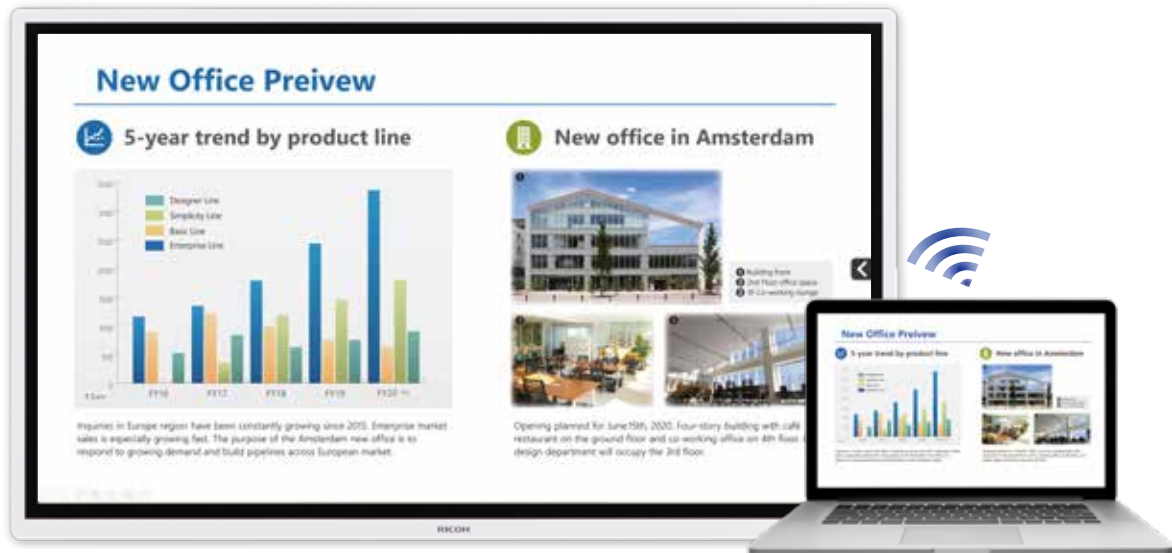 New Office Preivew
5-year trend by product line
Designer Line
Simplicity Line
Basic Line
Enterprise Line
FY16 FY17 FY18 FY19 FY20
Inquiries in Europe region have been constantly growing since 2015. Enterprise market
sales is especially growing fast. The purpose of the Amsterdam new office is to
respond to growing demand and build pipelines across European market.
New office in Amsterdam
Building front
2nd Floor office space
Co-working lounge
Opening planned for June 15th, 2020. Four-story building with café
restaurant on the ground floor and co-working office on 4th floor.
design department will occupy the 3rd floor.
RICOH
New Office Preivew
5-year trend by product line
New office in Amsterdam